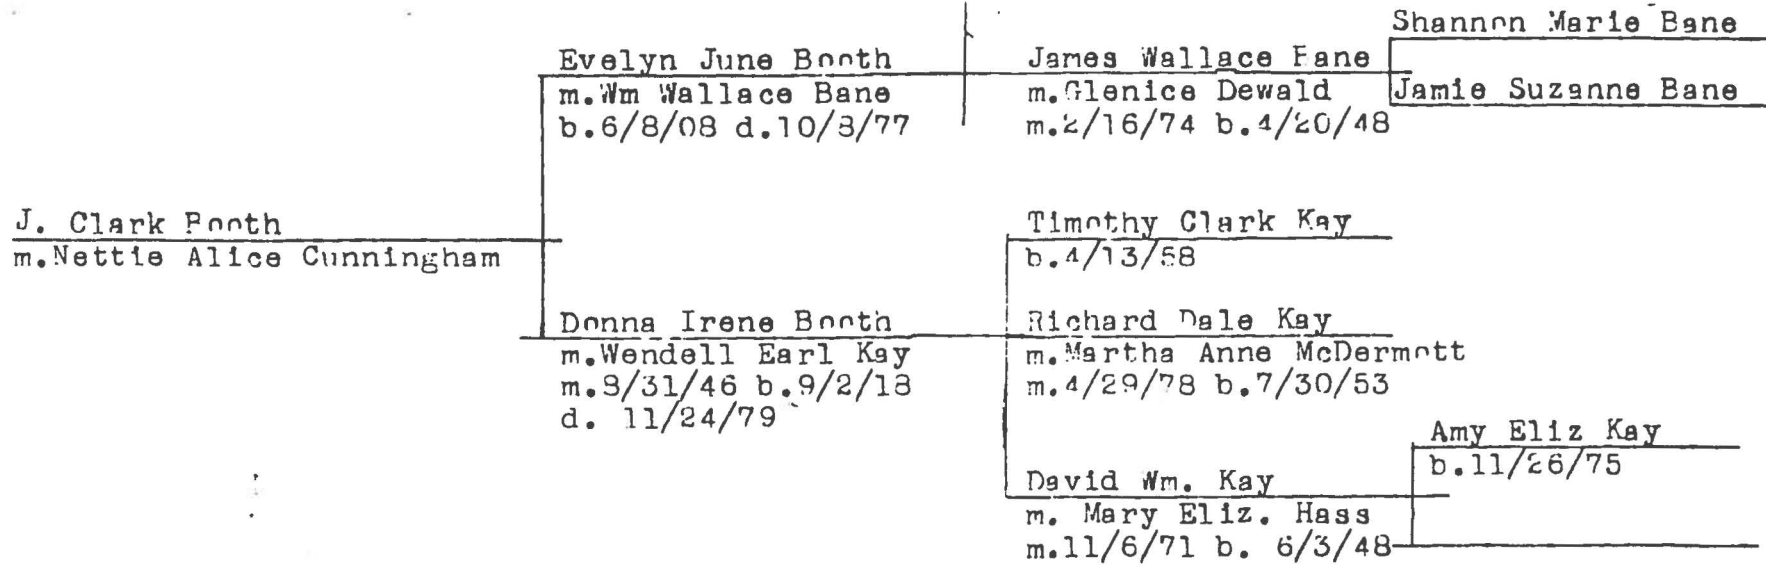 Shannon Marie Bane
Evelyn June Booth
James Wallace Bane
m.Wm Wallace Bane
m.Glenice Dewald
Jamie Suzanne Bane
b.6/8/08 d.10/8/77
m.2/16/74 b.4/20/48
J. Clark Booth
Timothy Clark Kay
m.Nettie Alice Cunningham
b.4/13/58
Donna Irene Booth
Richard Dale Kay
m.Wendell Earl Kay
m.Martha Anne McDermott
m.8/31/46 b.9/2/18
m.4/29/78 b.7/30/53
d. 11/24/79
Amy Eliz Kay
b.11/26/75
David Wm. Kay
m. Mary Eliz. Hass
m.11/6/71 b. 6/3/48